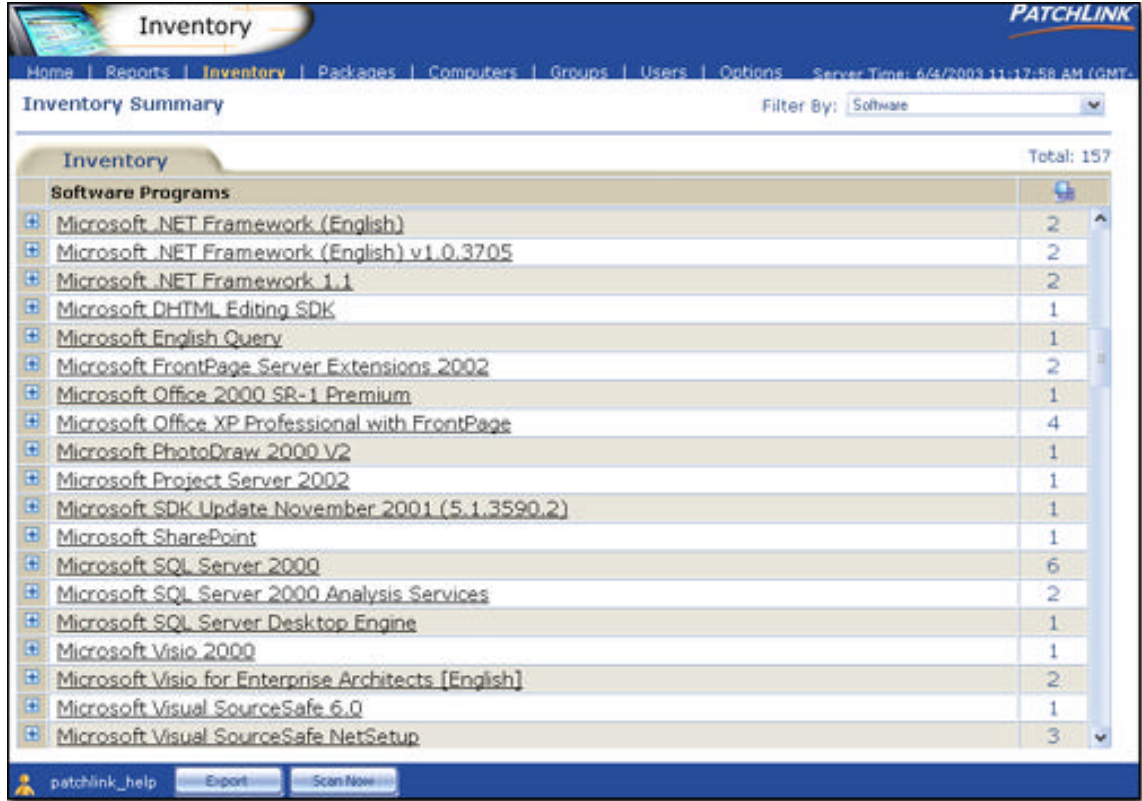 Inventory
PATCHLINK
Home | Reports | Inventory | Packages | Computers | Groups | Users | Options Server Time: 6/4/2003 11:17:58 AM (GMT-
Inventory Summary Filter By: Software
Inventory Total: 157
Software Programs
Microsoft .NET Framework (English) 2
Microsoft .NET Framework (English) v1.0.3705 2
Microsoft .NET Framework 1.1 2
Microsoft DHTML Editing SDK 1
Microsoft English Query 1
Microsoft FrontPage Server Extensions 2002 2
Microsoft Office 2000 SR-1 Premium 1
Microsoft Office XP Professional with FrontPage 4
Microsoft PhotoDraw 2000 V2 1
Microsoft Project Server 2002 1
Microsoft SDK Update November 2001 (5.1.3590.2) 1
Microsoft SharePoint 1
Microsoft SQL Server 2000 6
Microsoft SQL Server 2000 Analysis Services 2
Microsoft SQL Server Desktop Engine 1
Microsoft Visio 2000 1
Microsoft Visio for Enterprise Architects [English] 2
Microsoft Visual SourceSafe 6.0 1
Microsoft Visual SourceSafe NetSetup 3
patchlink_help Export Scan Now